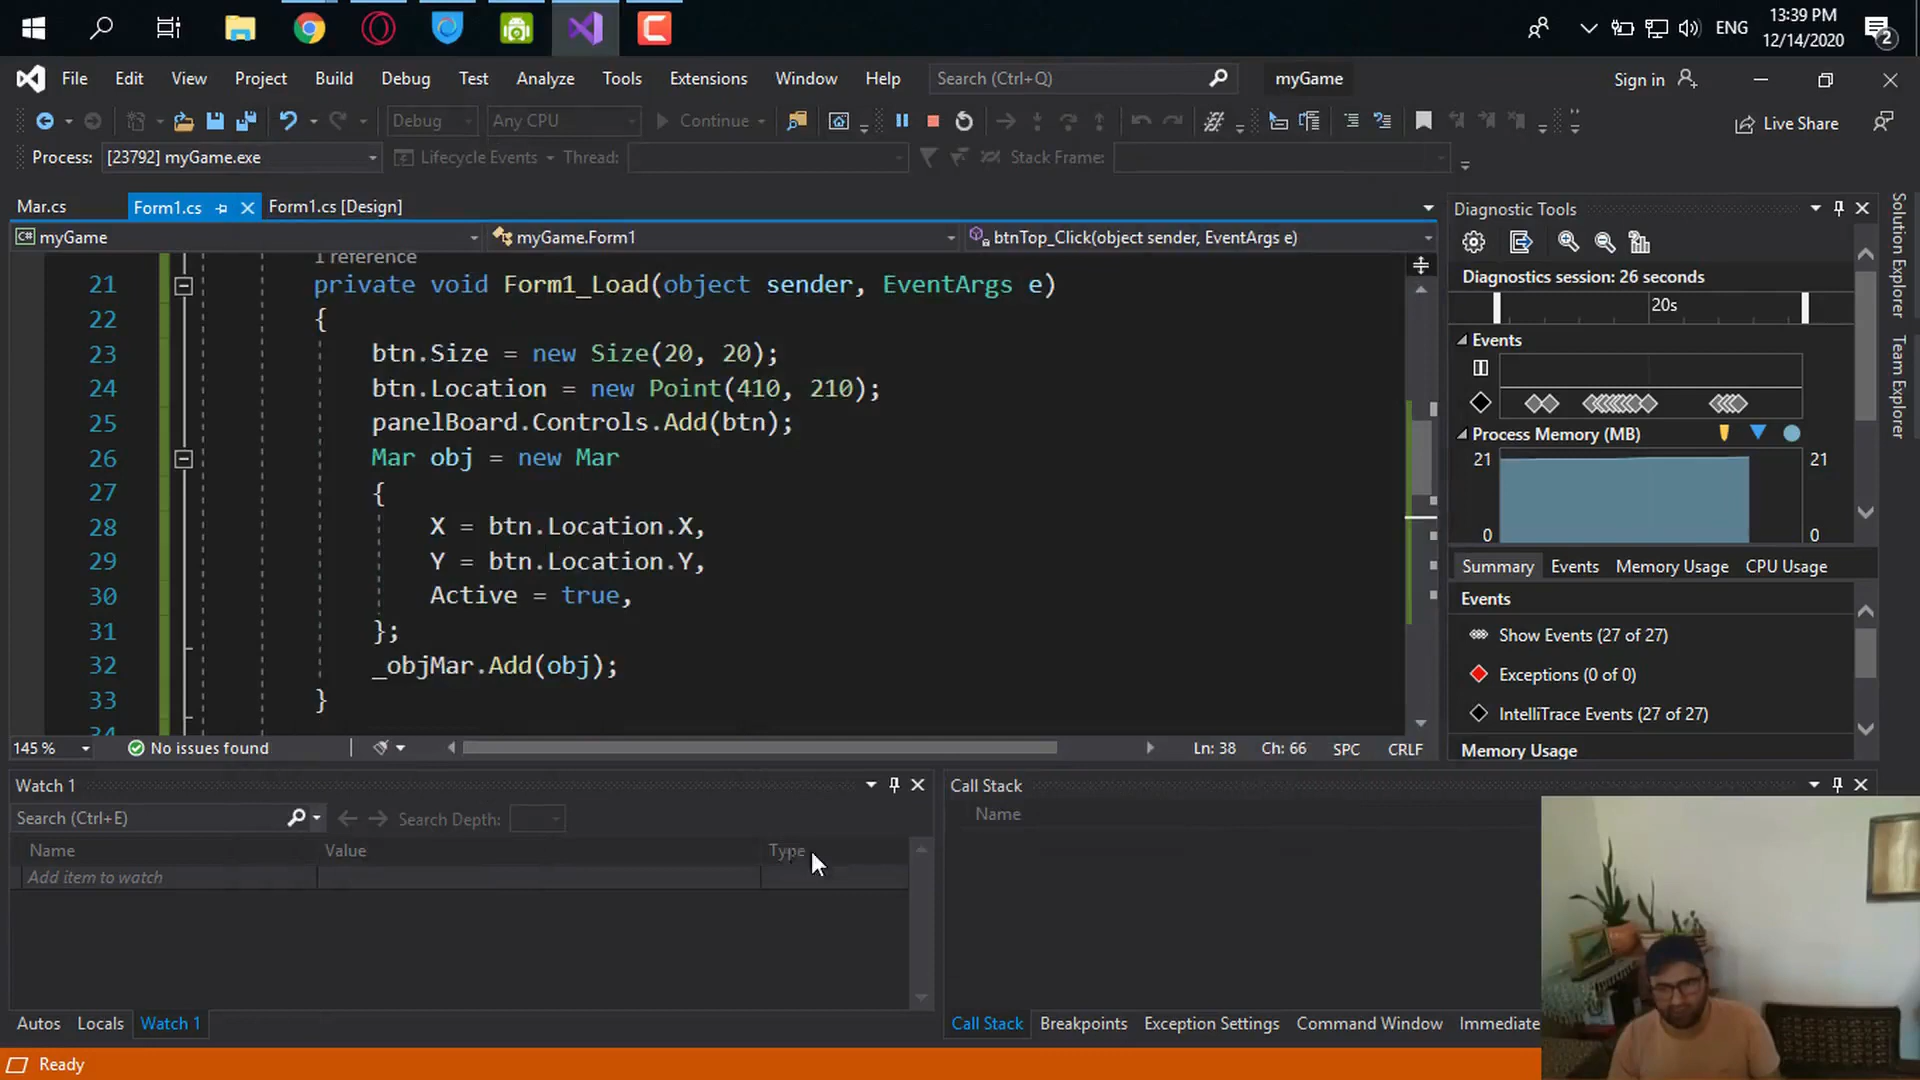 ENG
13:39 PM
12/14/2020
2
File Edit View Project Build Debug Test Analyze Tools Extensions Window Help
Search (Ctrl+Q)
myGame
Sign in
Debug
Any CPU
Continue
Live Share
Process: [23792] myGame.exe
Lifecycle Events
Thread:
Stack Frame:
Mar.cs
Form1.cs
Form1.cs [Design]
myGame
myGame.Form1
btnTop_Click(object sender, EventArgs e)
1 reference
21 private void Form1_Load(object sender, EventArgs e)
22 {
23 btn.Size = new Size(20, 20);
24 btn.Location = new Point(410, 210);
25 panelBoard.Controls.Add(btn);
26 Mar obj = new Mar
27 {
28 X = btn.Location.X,
29 Y = btn.Location.Y,
30 Active = true,
31 };
32 _objMar.Add(obj);
33 }
34
145 %
No issues found
Ln: 38
Ch: 66
SPC
CRLF
Diagnostic Tools
Diagnostics session: 26 seconds
20s
Events
Process Memory (MB)
21
21
0
0
Summary
Events
Memory Usage
CPU Usage
Events
Show Events (27 of 27)
Exceptions (0 of 0)
IntelliTrace Events (27 of 27)
Memory Usage
Solution Explorer
Team Explorer
Watch 1
Search (Ctrl+E)
Search Depth:
Name
Value
Type
Add item to watch
Autos
Locals
Watch 1
Call Stack
Name
Call Stack
Breakpoints
Exception Settings
Command Window
Immediate
Ready